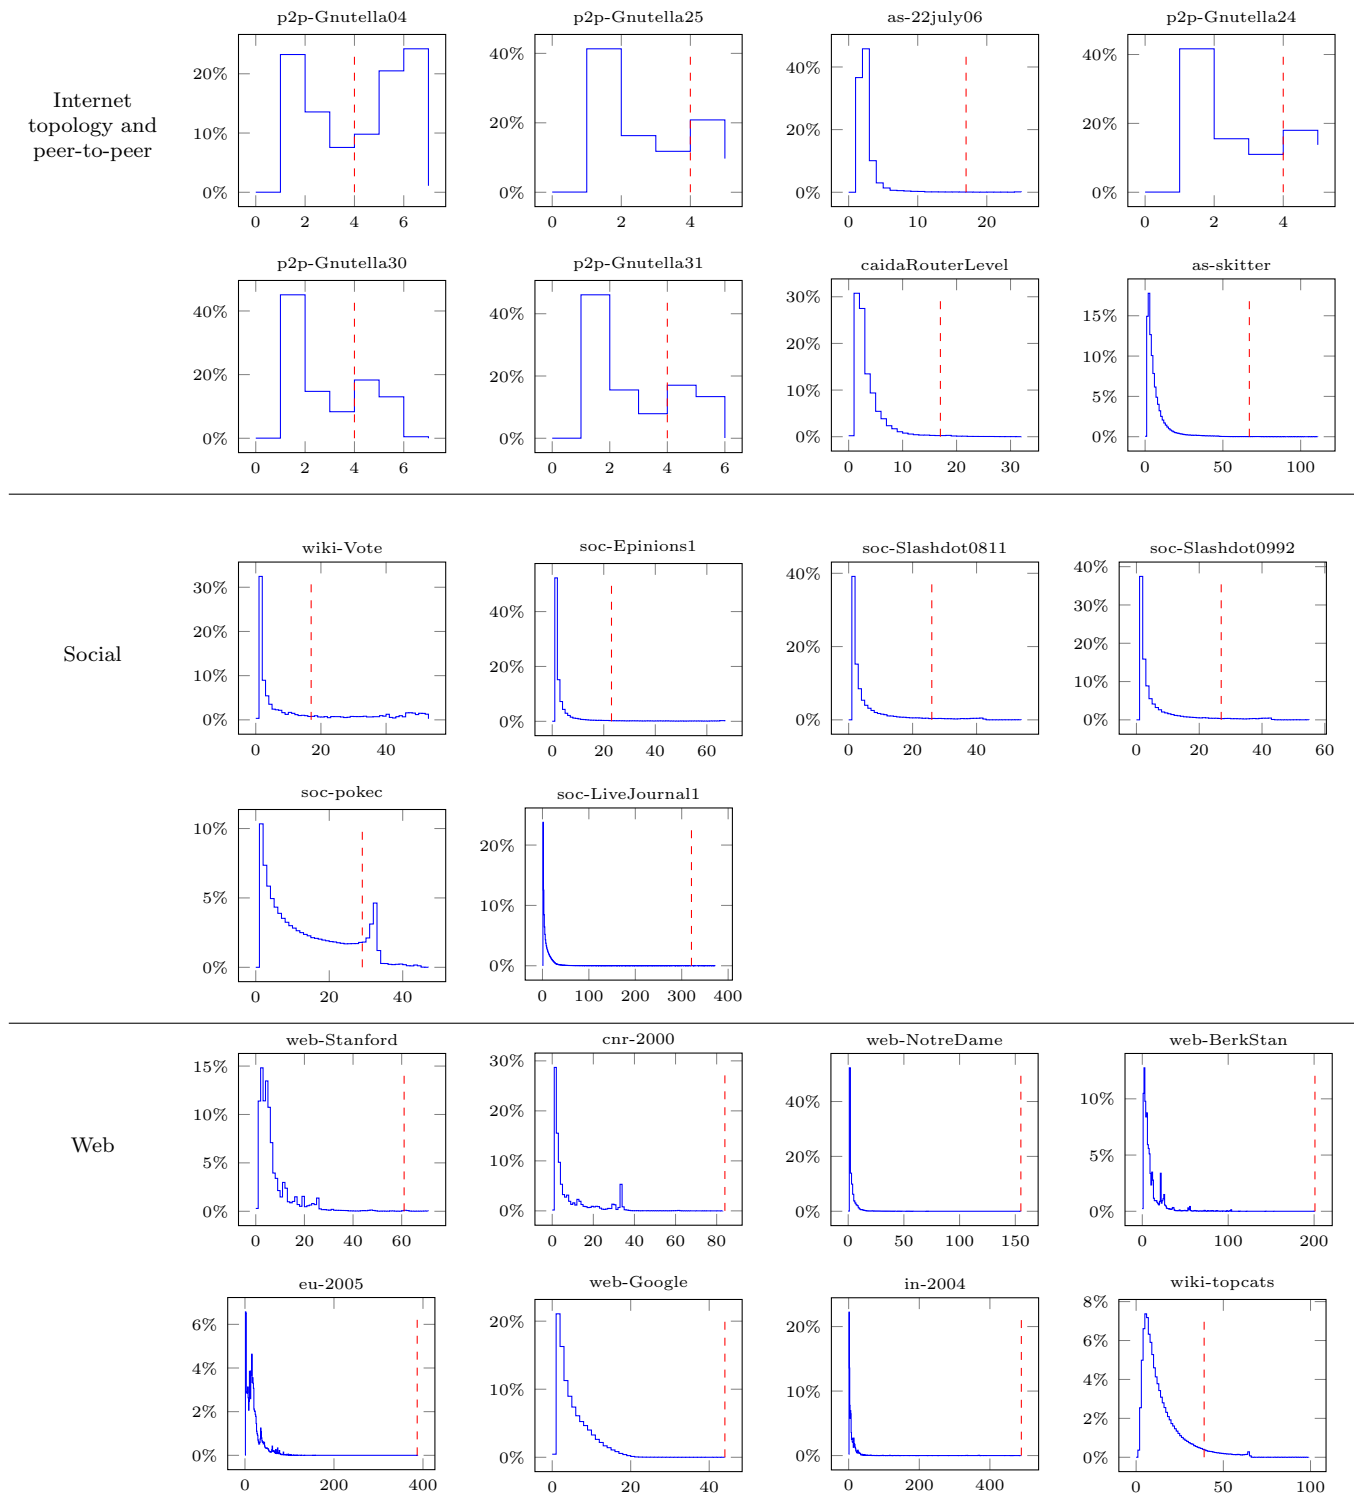 p2p-Gnutella04 p2p-Gnutella25 as-22july06 p2p-Gnutella24
20% 40% 40% 40%
10% 20% 20% 20%
0% 0% 0% 0%
0 2 4 6 0 2 4 0 10 20 0 2 4
Internet
topology and
peer-to-peer
p2p-Gnutella30 p2p-Gnutella31 caidaRouterLevel as-skitter
40% 40% 30% 15%
20% 20% 20% 10%
10% 5%
0% 0% 0% 0%
0 2 4 6 0 2 4 6 0 10 20 30 0 50 100
wiki-Vote soc-Epinions1 soc-Slashdot0811 soc-Slashdot0992
30% 40% 40% 40%
20% 20% 20% 30%
10% 0% 0% 20%
0% 10%
0%
0 20 40 0 20 40 60 0 20 40 0 20 40 60
Social
soc-pokec soc-LiveJournal1
10% 20%
5% 10%
0% 0%
0 20 40 0 100 200 300 400
web-Stanford cnr-2000 web-NotreDame web-BerkStan
15% 30% 40% 10%
10% 20% 20% 5%
5% 10% 0% 0%
0% 0%
0 20 40 60 0 20 40 60 80 0 50 100 150 0 100 200
Web
eu-2005 web-Google in-2004 wiki-topcats
6% 20% 20% 8%
4% 10% 10% 6%
2% 0% 0% 4%
0% 2%
0%
0 200 400 0 20 40 0 200 400 0 50 100